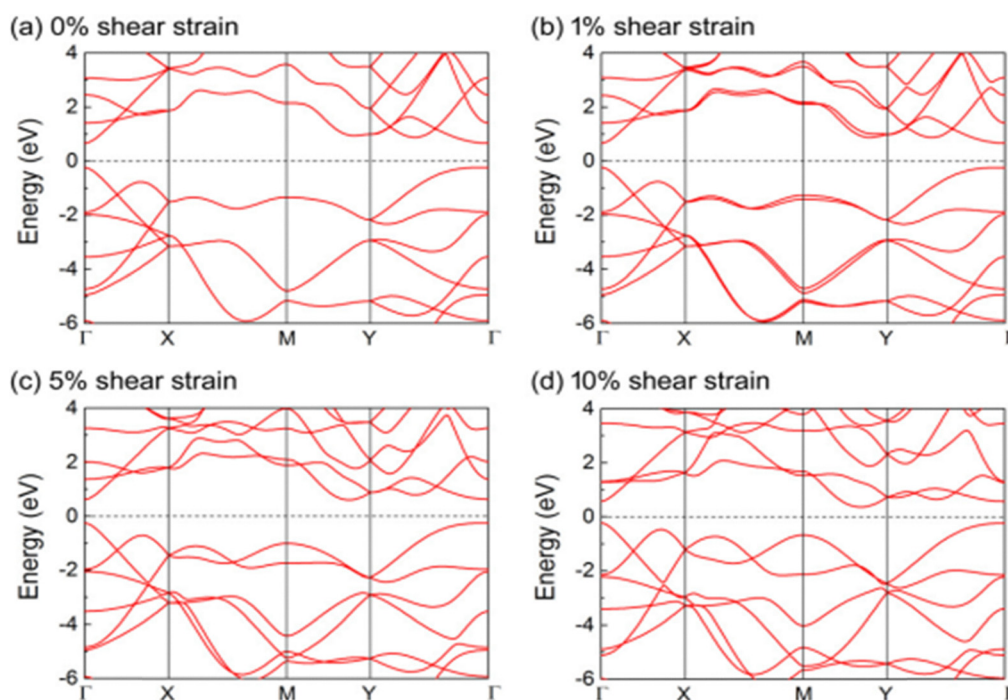 (a) 0% shear strain
(b) 1% shear strain
4
2
0
-2
-4
-6
Energy (eV)
Γ X M Y Γ
4
2
0
-2
-4
-6
Energy (eV)
Γ X M Y
(c) 5% shear strain
(d) 10% shear strain
4
2
0
-2
-4
-6
Energy (eV)
Γ X M Y Γ
4
2
0
-2
-4
-6
Energy (eV)
Γ X M Y